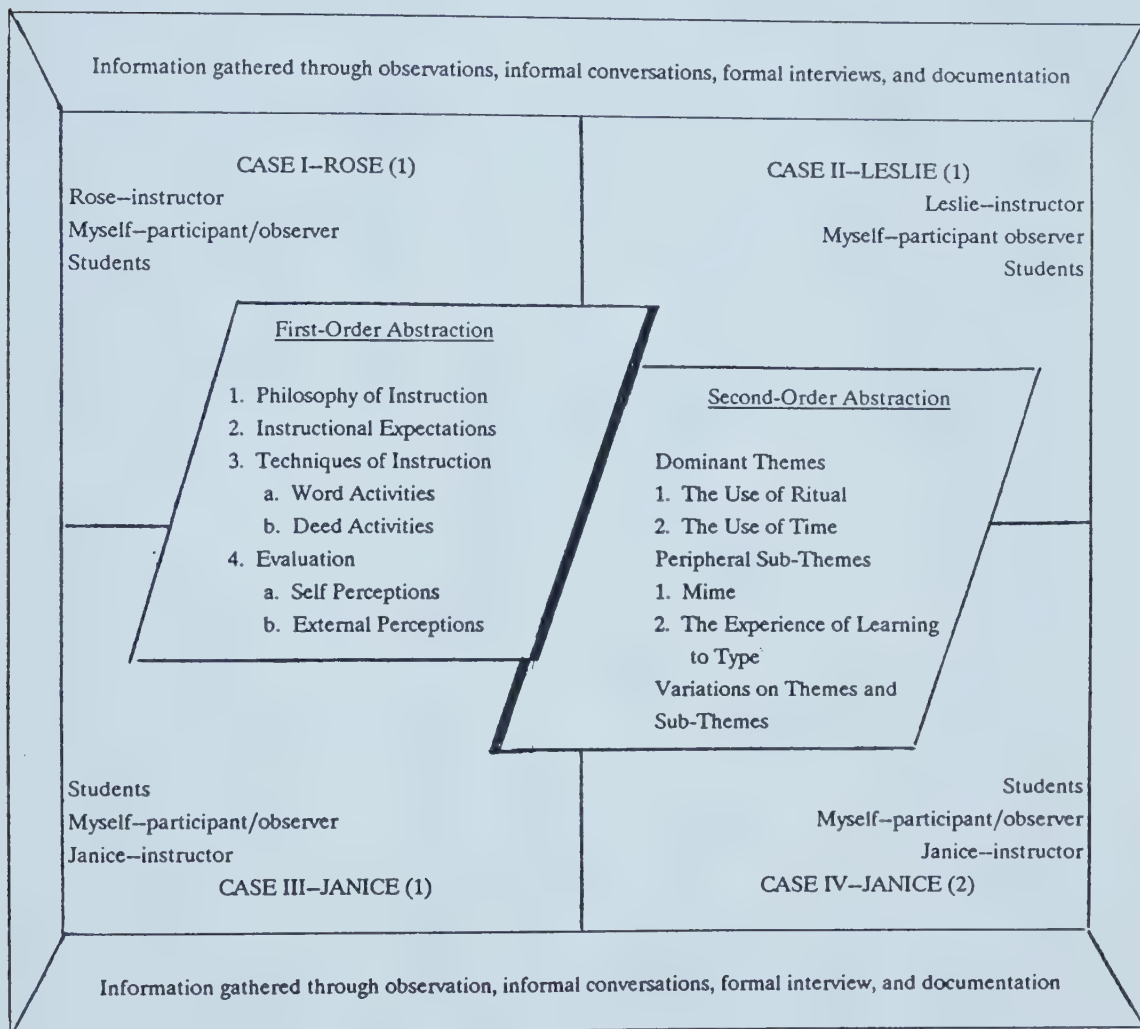 Information gathered through observations, informal conversations, formal interviews, and documentation
CASE I–ROSE (1)
Rose–instructor
Myself–participant/observer
Students
CASE II–LESLIE (1)
Leslie–instructor
Myself–participant observer
Students
First-Order Abstraction
1. Philosophy of Instruction
2. Instructional Expectations
3. Techniques of Instruction
a. Word Activities
b. Deed Activities
4. Evaluation
a. Self Perceptions
b. External Perceptions
Second-Order Abstraction
Dominant Themes
1. The Use of Ritual
2. The Use of Time
Peripheral Sub-Themes
1. Mime
2. The Experience of Learning
to Type
Variations on Themes and
Sub-Themes
Students
Myself–participant/observer
Janice–instructor
CASE III–JANICE (1)
Students
Myself–participant/observer
Janice–instructor
CASE IV–JANICE (2)
Information gathered through observation, informal conversations, formal interview, and documentation